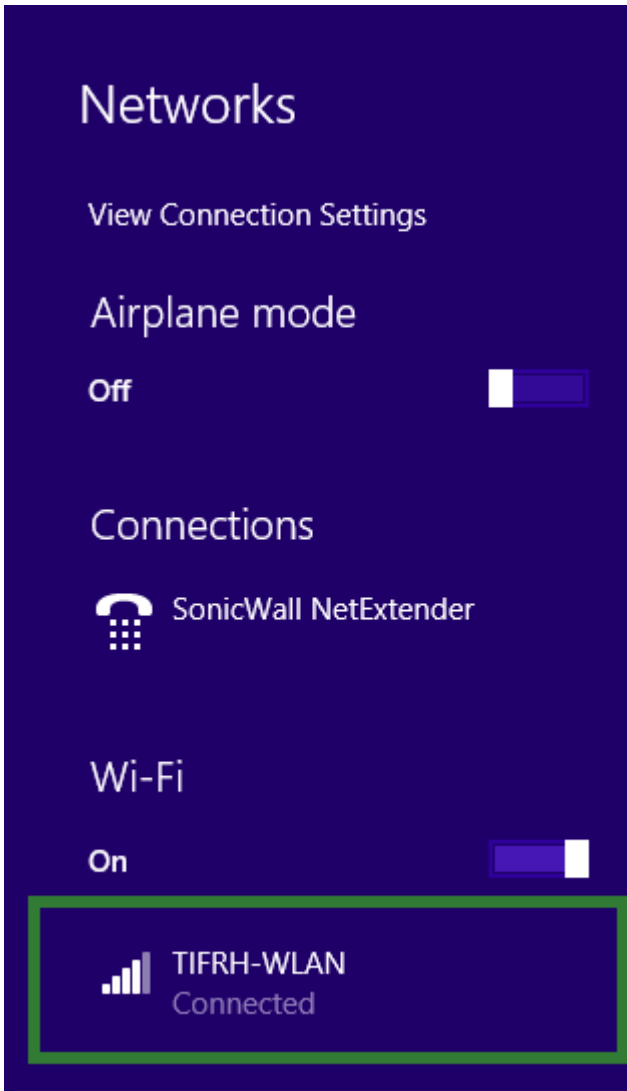 Networks
View Connection Settings
Airplane mode
Off
Connections
SonicWall NetExtender
Wi-Fi
On
TIFRH-WLAN
Connected